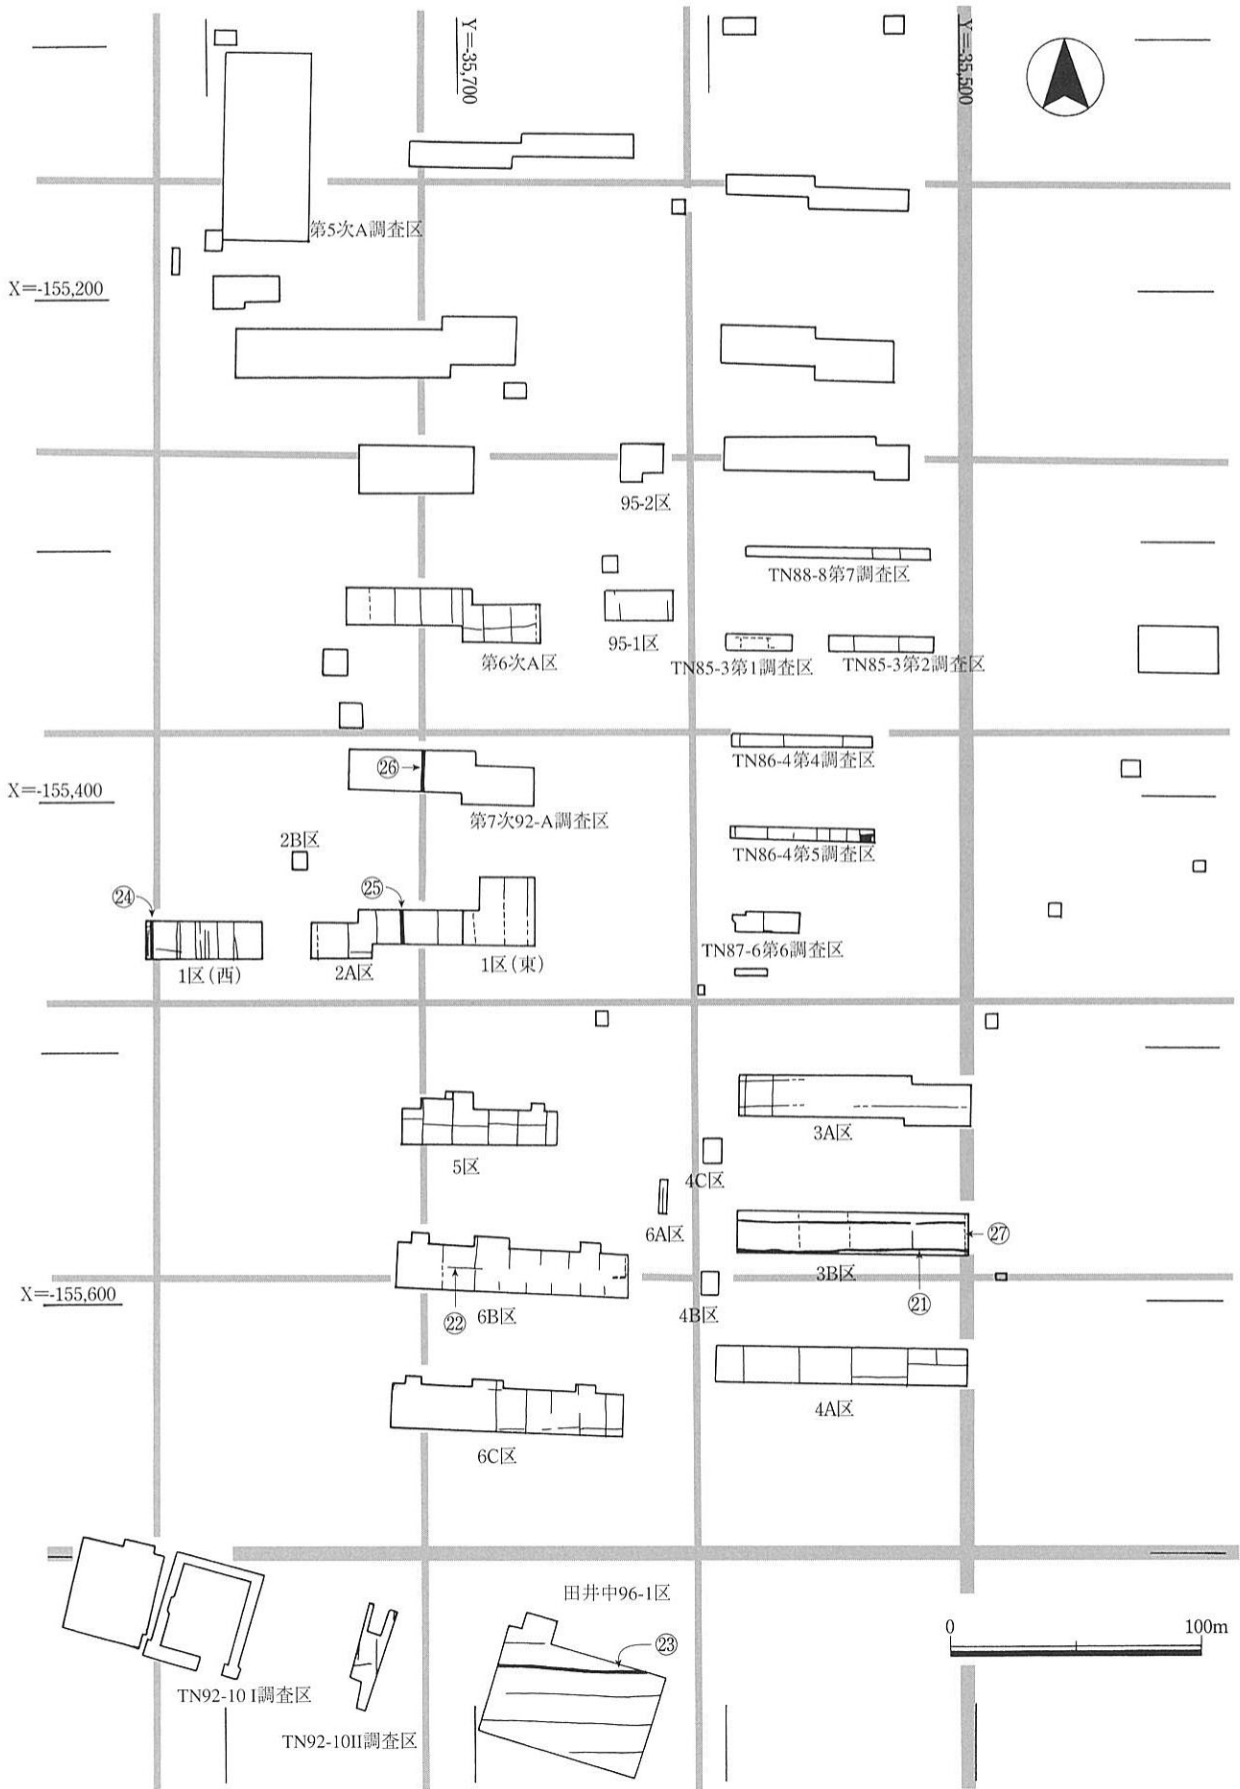 Y=-35,700
Y=-35,500
第5次A調査区
X=-155,200
95-2区
TN88-8第7調査区
第6次A区
95-1区
TN85-3第1調査区
TN85-3第2調査区
TN86-4第4調査区
㉖→
X=-155,400
第7次92-A調査区
2B区
TN86-4第5調査区
㉔
㉕
TN87-6第6調査区
1区(西)
2A区
1区(東)
3A区
5区
4C区
6A区
㉗
3B区
X=-155,600
㉒
6B区
4B区
㉑
4A区
6C区
田井中96-1区
㉓
0
100m
TN92-10 I調査区
TN92-10II調査区